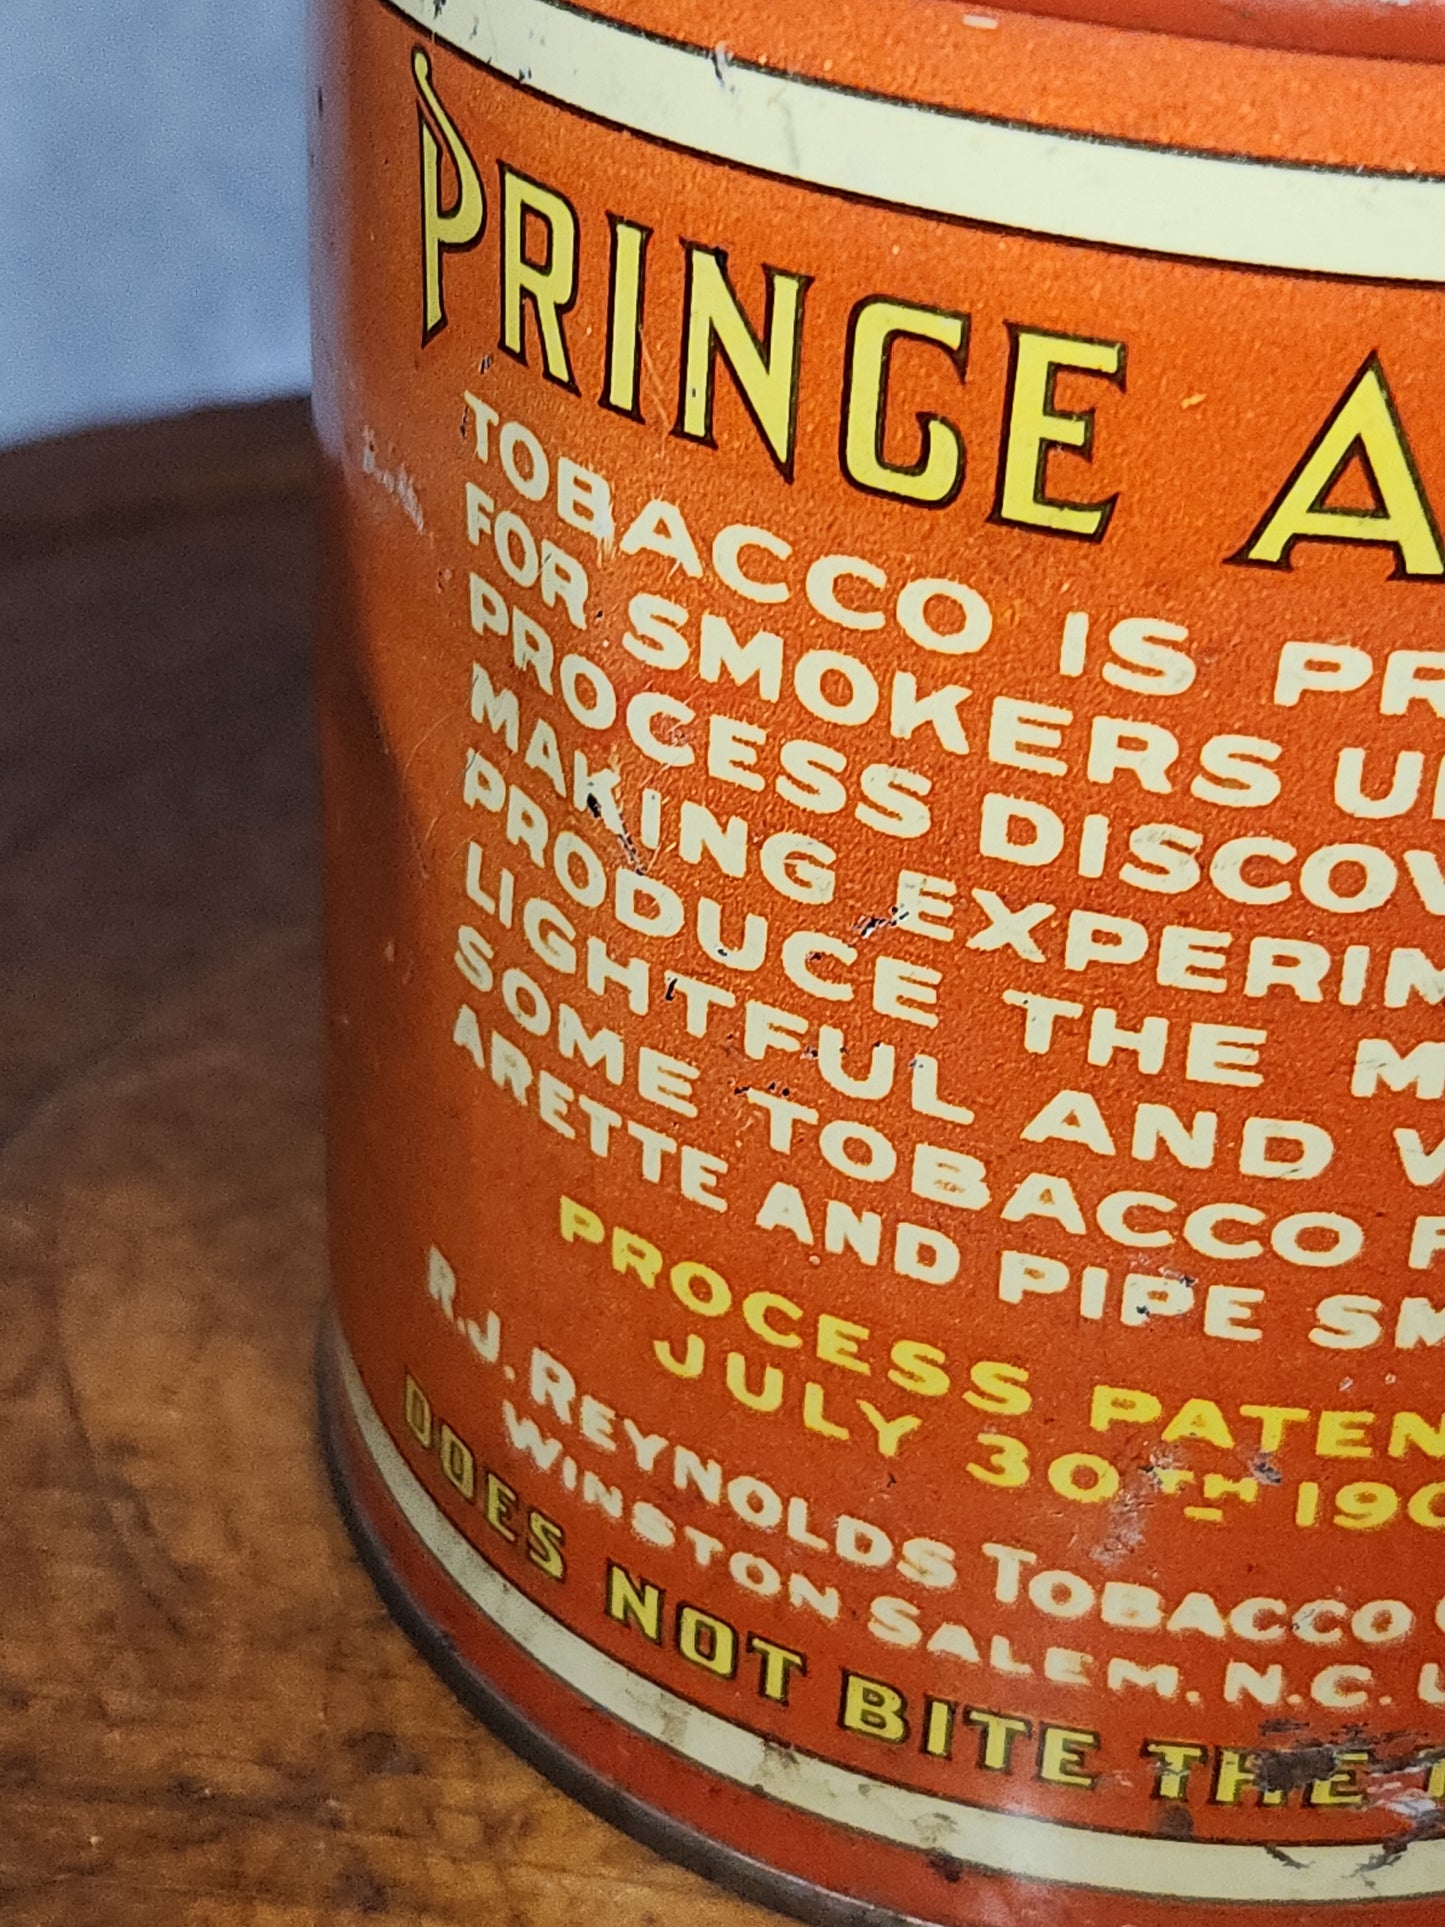 PRINCE A
TOBACCO IS PR
FOR SMOKERS U
PROCESS DISCOV
MAKING EXPERIM
PRODUCE THE M
LIGHTFUL AND
SOME TOBACCO F
ARETTE AND PIPE SM
PROCESS PATEN
JULY 30TH 190
R.J. REYNOLDS TOBACCO
WINSTON SALEM, N.C. U
DOES NOT BITE THE T